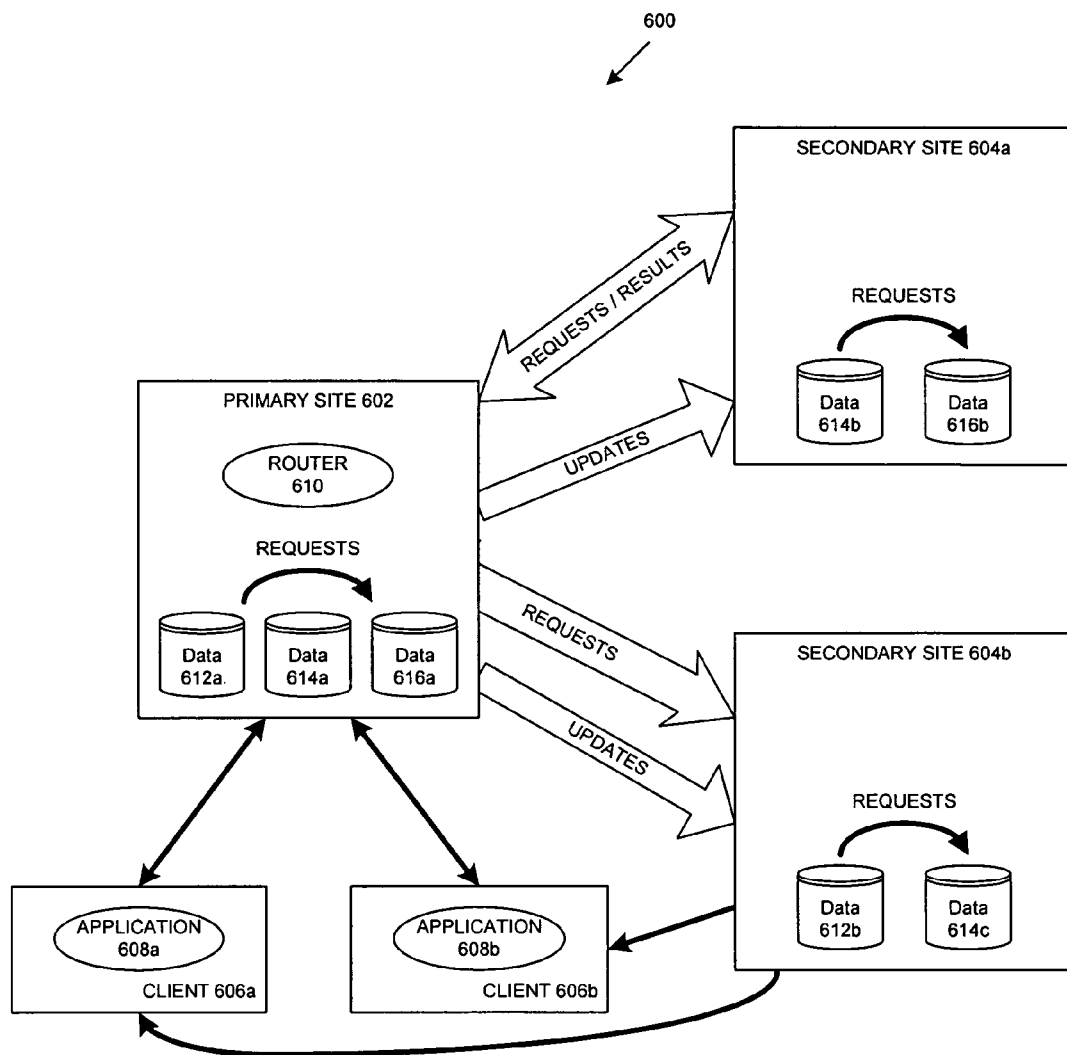 600
SECONDARY SITE 604a
REQUESTS
Data
614b
Data
616b
REQUESTS / RESULTS
UPDATES
PRIMARY SITE 602
ROUTER
610
REQUESTS
Data
612a
Data
614a
Data
616a
REQUESTS
UPDATES
SECONDARY SITE 604b
REQUESTS
Data
612b
Data
614c
APPLICATION
608a
CLIENT 606a
APPLICATION
608b
CLIENT 606b